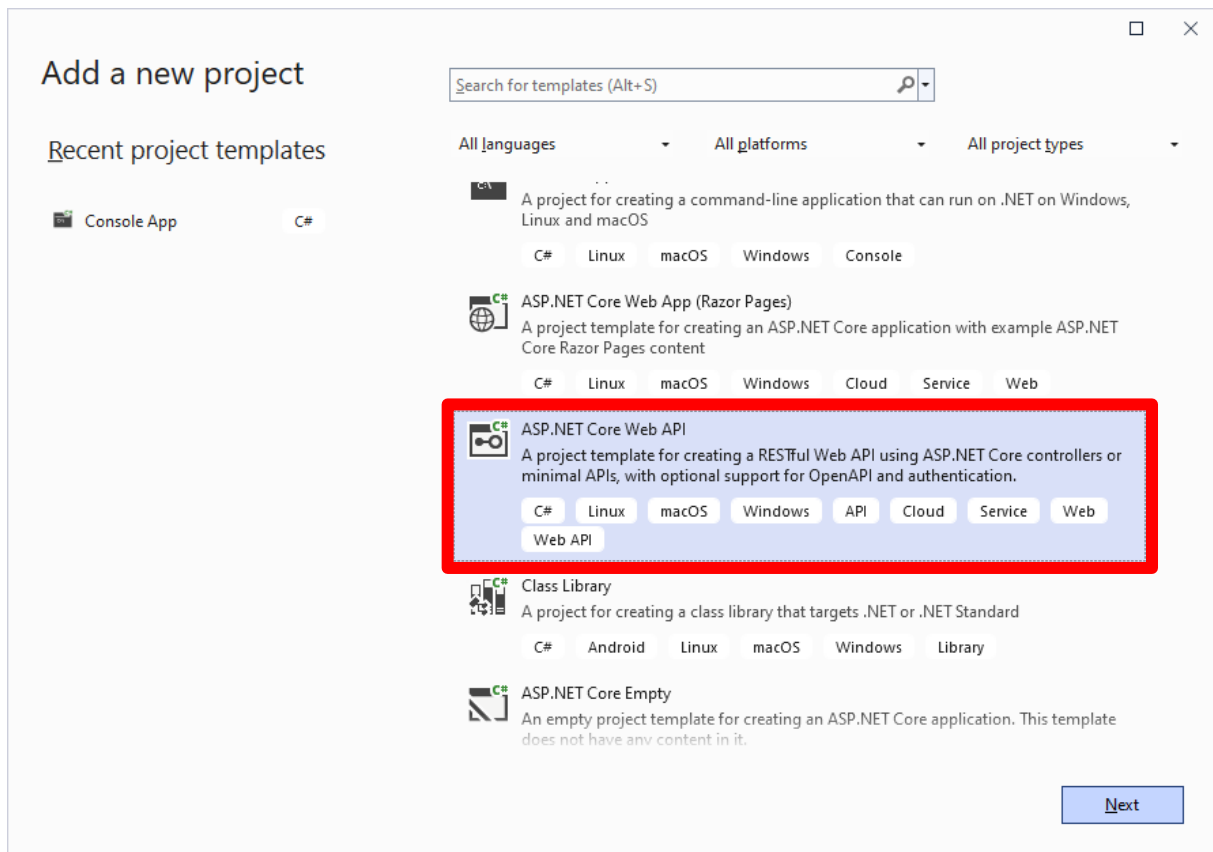 Add a new project
Search for templates (Alt+S)
Recent project templates
All languages
All platforms
All project types
Console App
C#
C:\
A project for creating a command-line application that can run on .NET on Windows,
Linux and macOS
C# Linux macOS Windows Console
C#
ASP.NET Core Web App (Razor Pages)
A project template for creating an ASP.NET Core application with example ASP.NET
Core Razor Pages content
C# Linux macOS Windows Cloud Service Web
C#
ASP.NET Core Web API
A project template for creating a RESTful Web API using ASP.NET Core controllers or
minimal APIs, with optional support for OpenAPI and authentication.
C# Linux macOS Windows API Cloud Service Web
Web API
C#
Class Library
A project for creating a class library that targets .NET or .NET Standard
C# Android Linux macOS Windows Library
C#
ASP.NET Core Empty
An empty project template for creating an ASP.NET Core application. This template
does not have any content in it.
Next